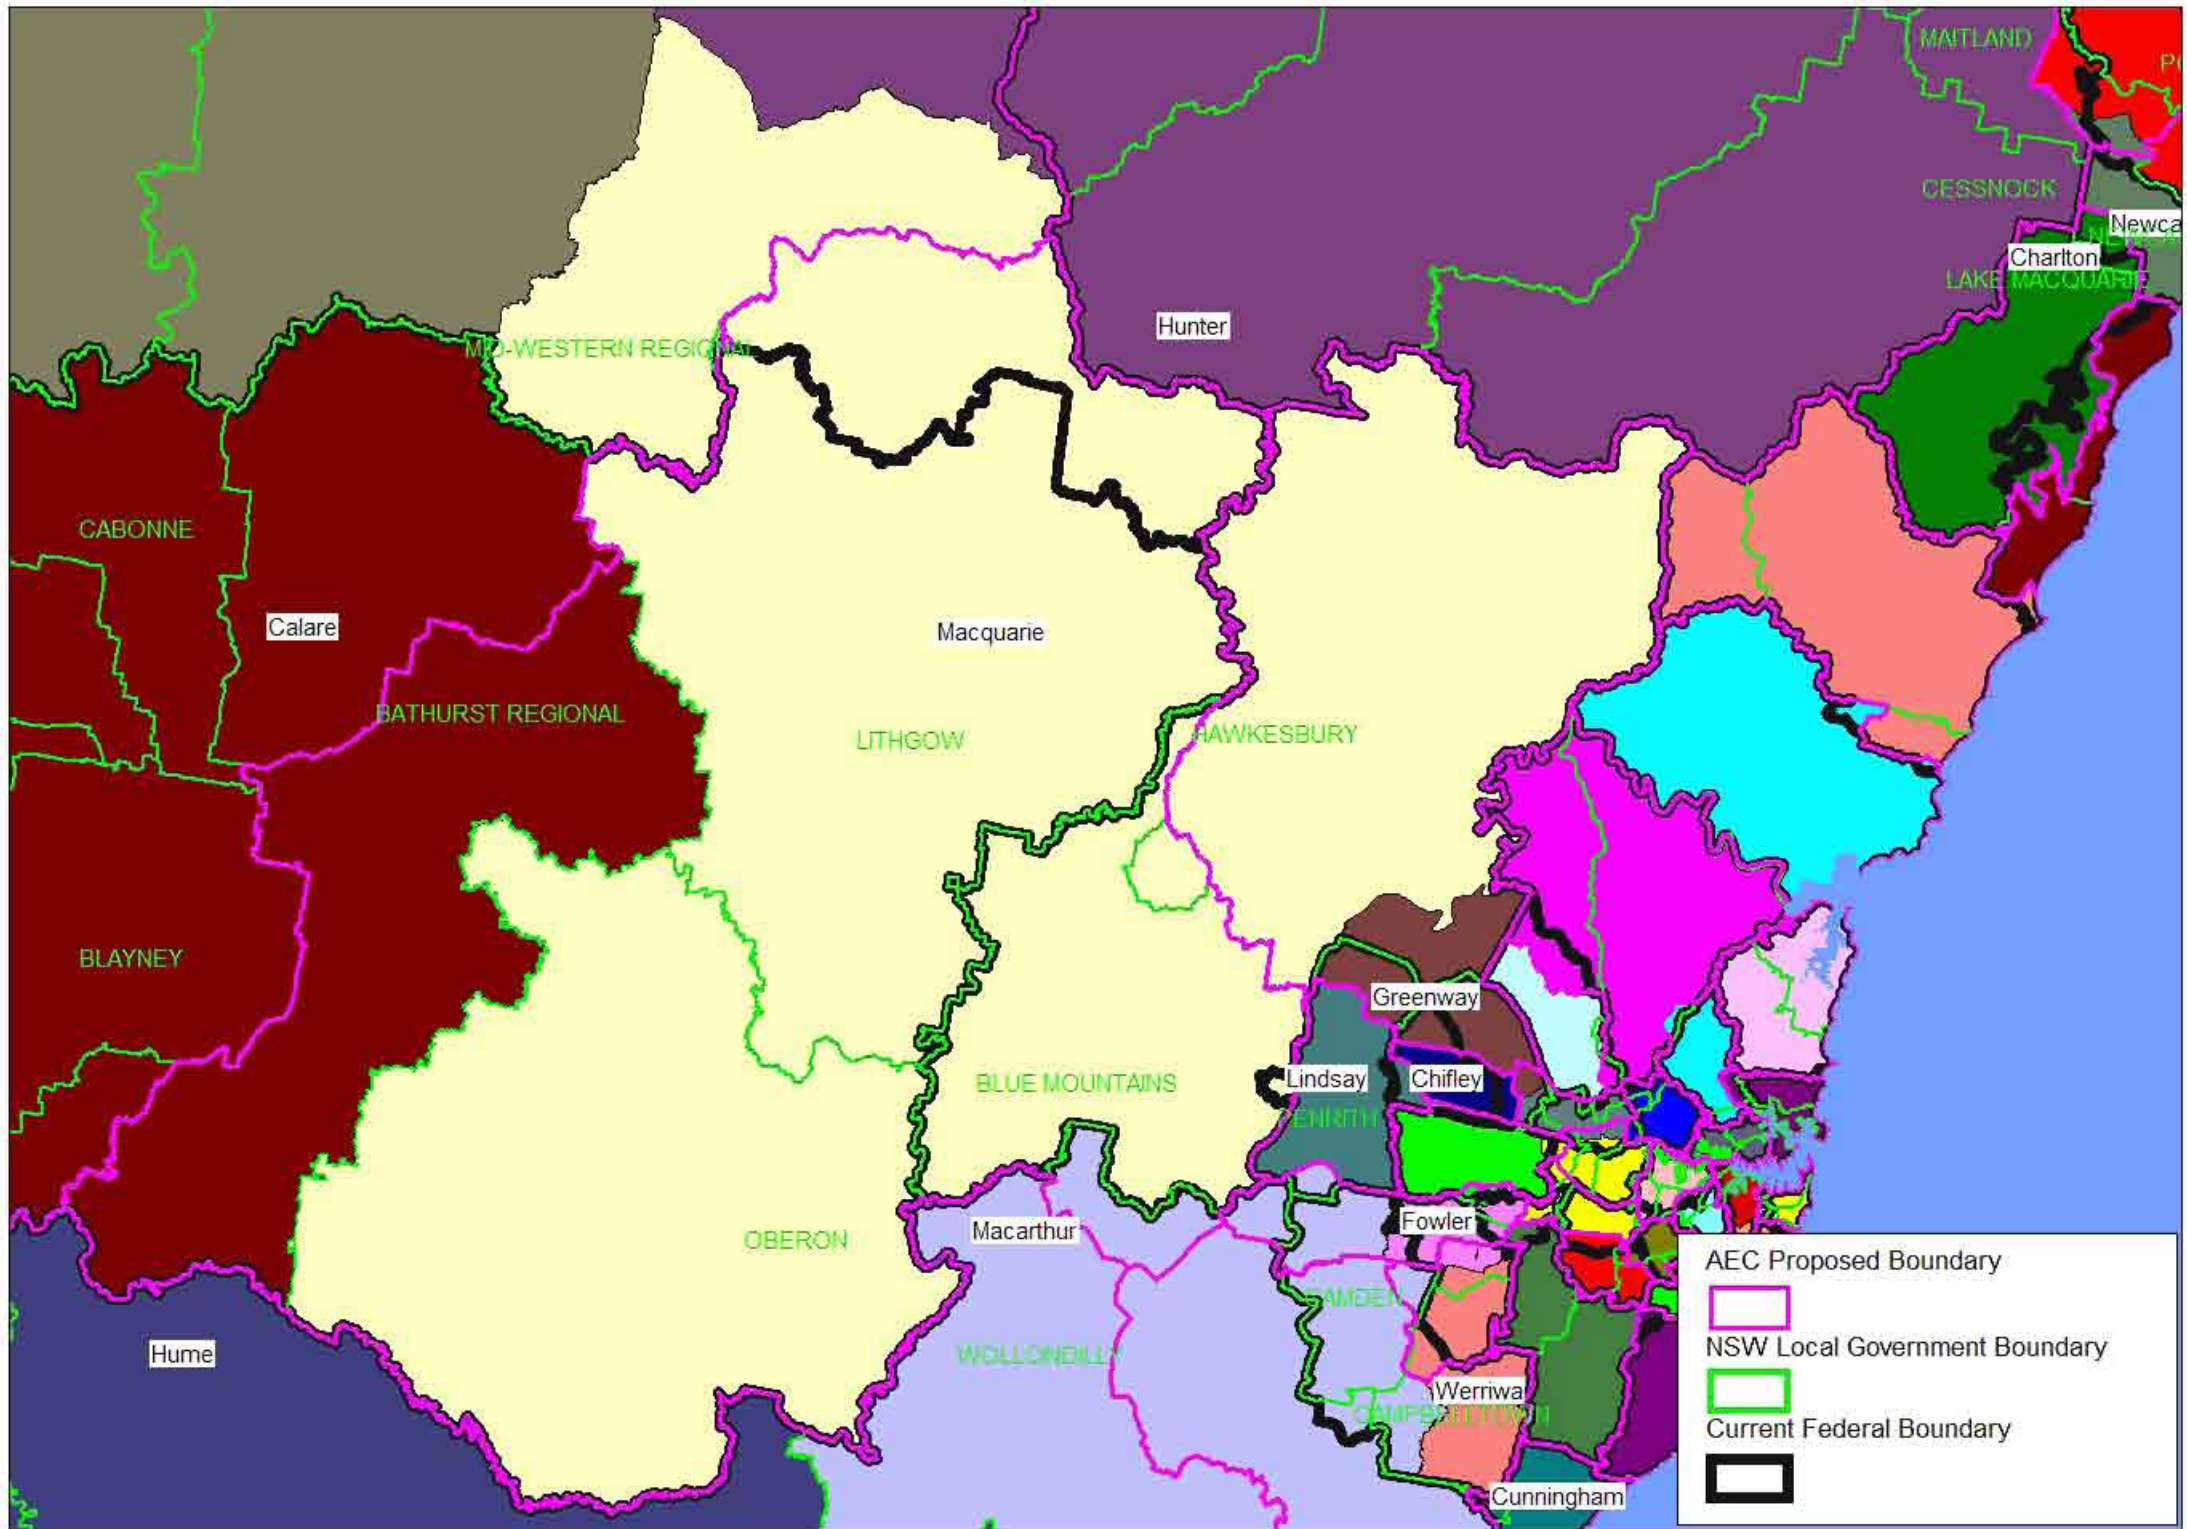 MAITLAND
CESSNOCK
Newca
Charlton
LAKE MACQUARIE
Hunter
MID-WESTERN REGIONAL
CABONNE
Calare
Macquarie
BATHURST REGIONAL
LITHGOW
HAWKESBURY
BLAYNEY
Greenway
BLUE MOUNTAINS
Lindsay
Chifley
PENRITH
Macarthur
Fowler
OBERON
AEC Proposed Boundary
CAMDEN
Hume
WOLLONDILLY
NSW Local Government Boundary
Werriwa
CAMPBELLTOWN
Current Federal Boundary
Cunningham